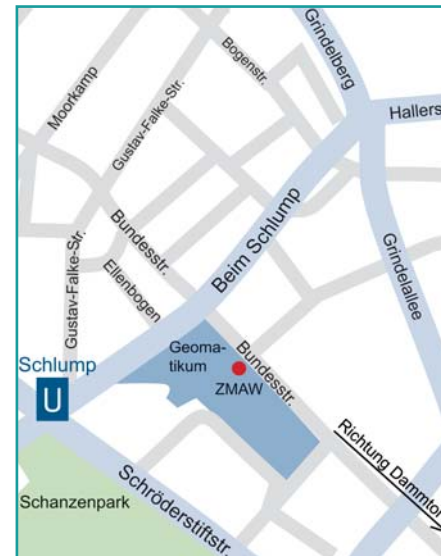 Grindelberg
Bogenstr.
Moorkamp
Hallers
Gustav-Falke-Str.
Bundesstr.
Beim Schlump
Ellenbogen
Grindelallee
Gustav-Falke-Str.
Geoma-
tikum
Bundesstr.
Schlump
ZMAW
U
Richtung Dammtor
Schanzenpark
Schröderstiftstr.